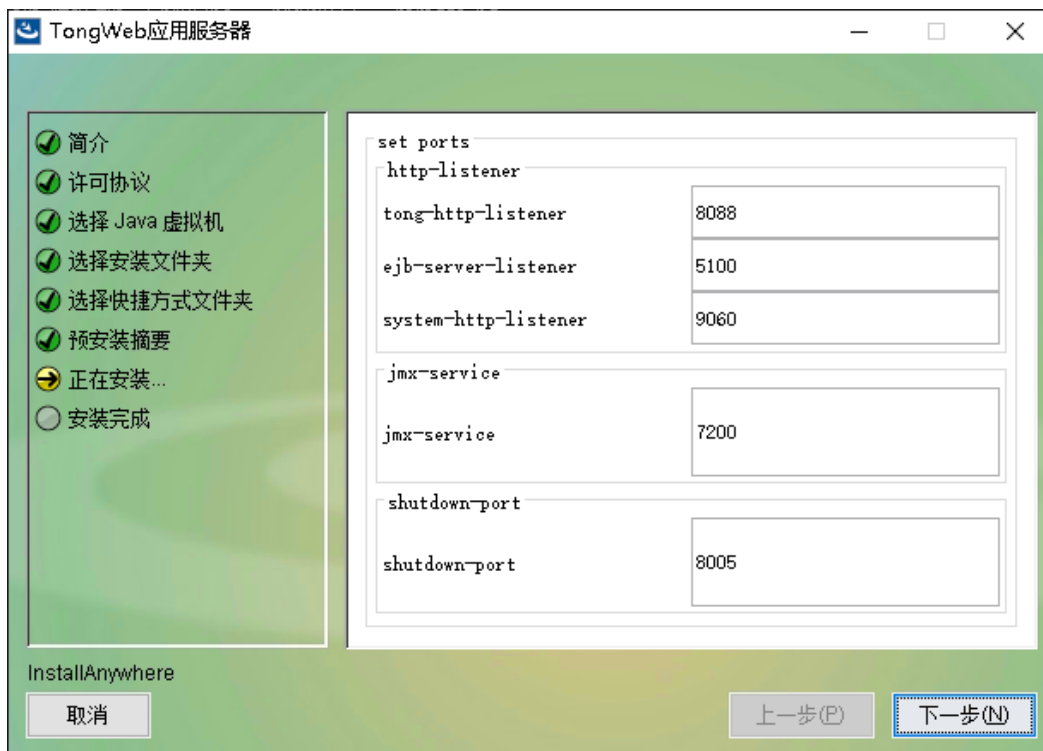 TongWeb应用服务器
简介
许可协议
选择 Java 虚拟机
选择安装文件夹
选择快捷方式文件夹
预安装摘要
正在安装...
安装完成
set ports
http-listener
tong-http-listener 8088
ejb-server-listener 5100
system-http-listener 9060
jmx-service
jmx-service 7200
shutdown-port
shutdown-port 8005
InstallAnywhere
取消 上一步(P) 下一步(N)